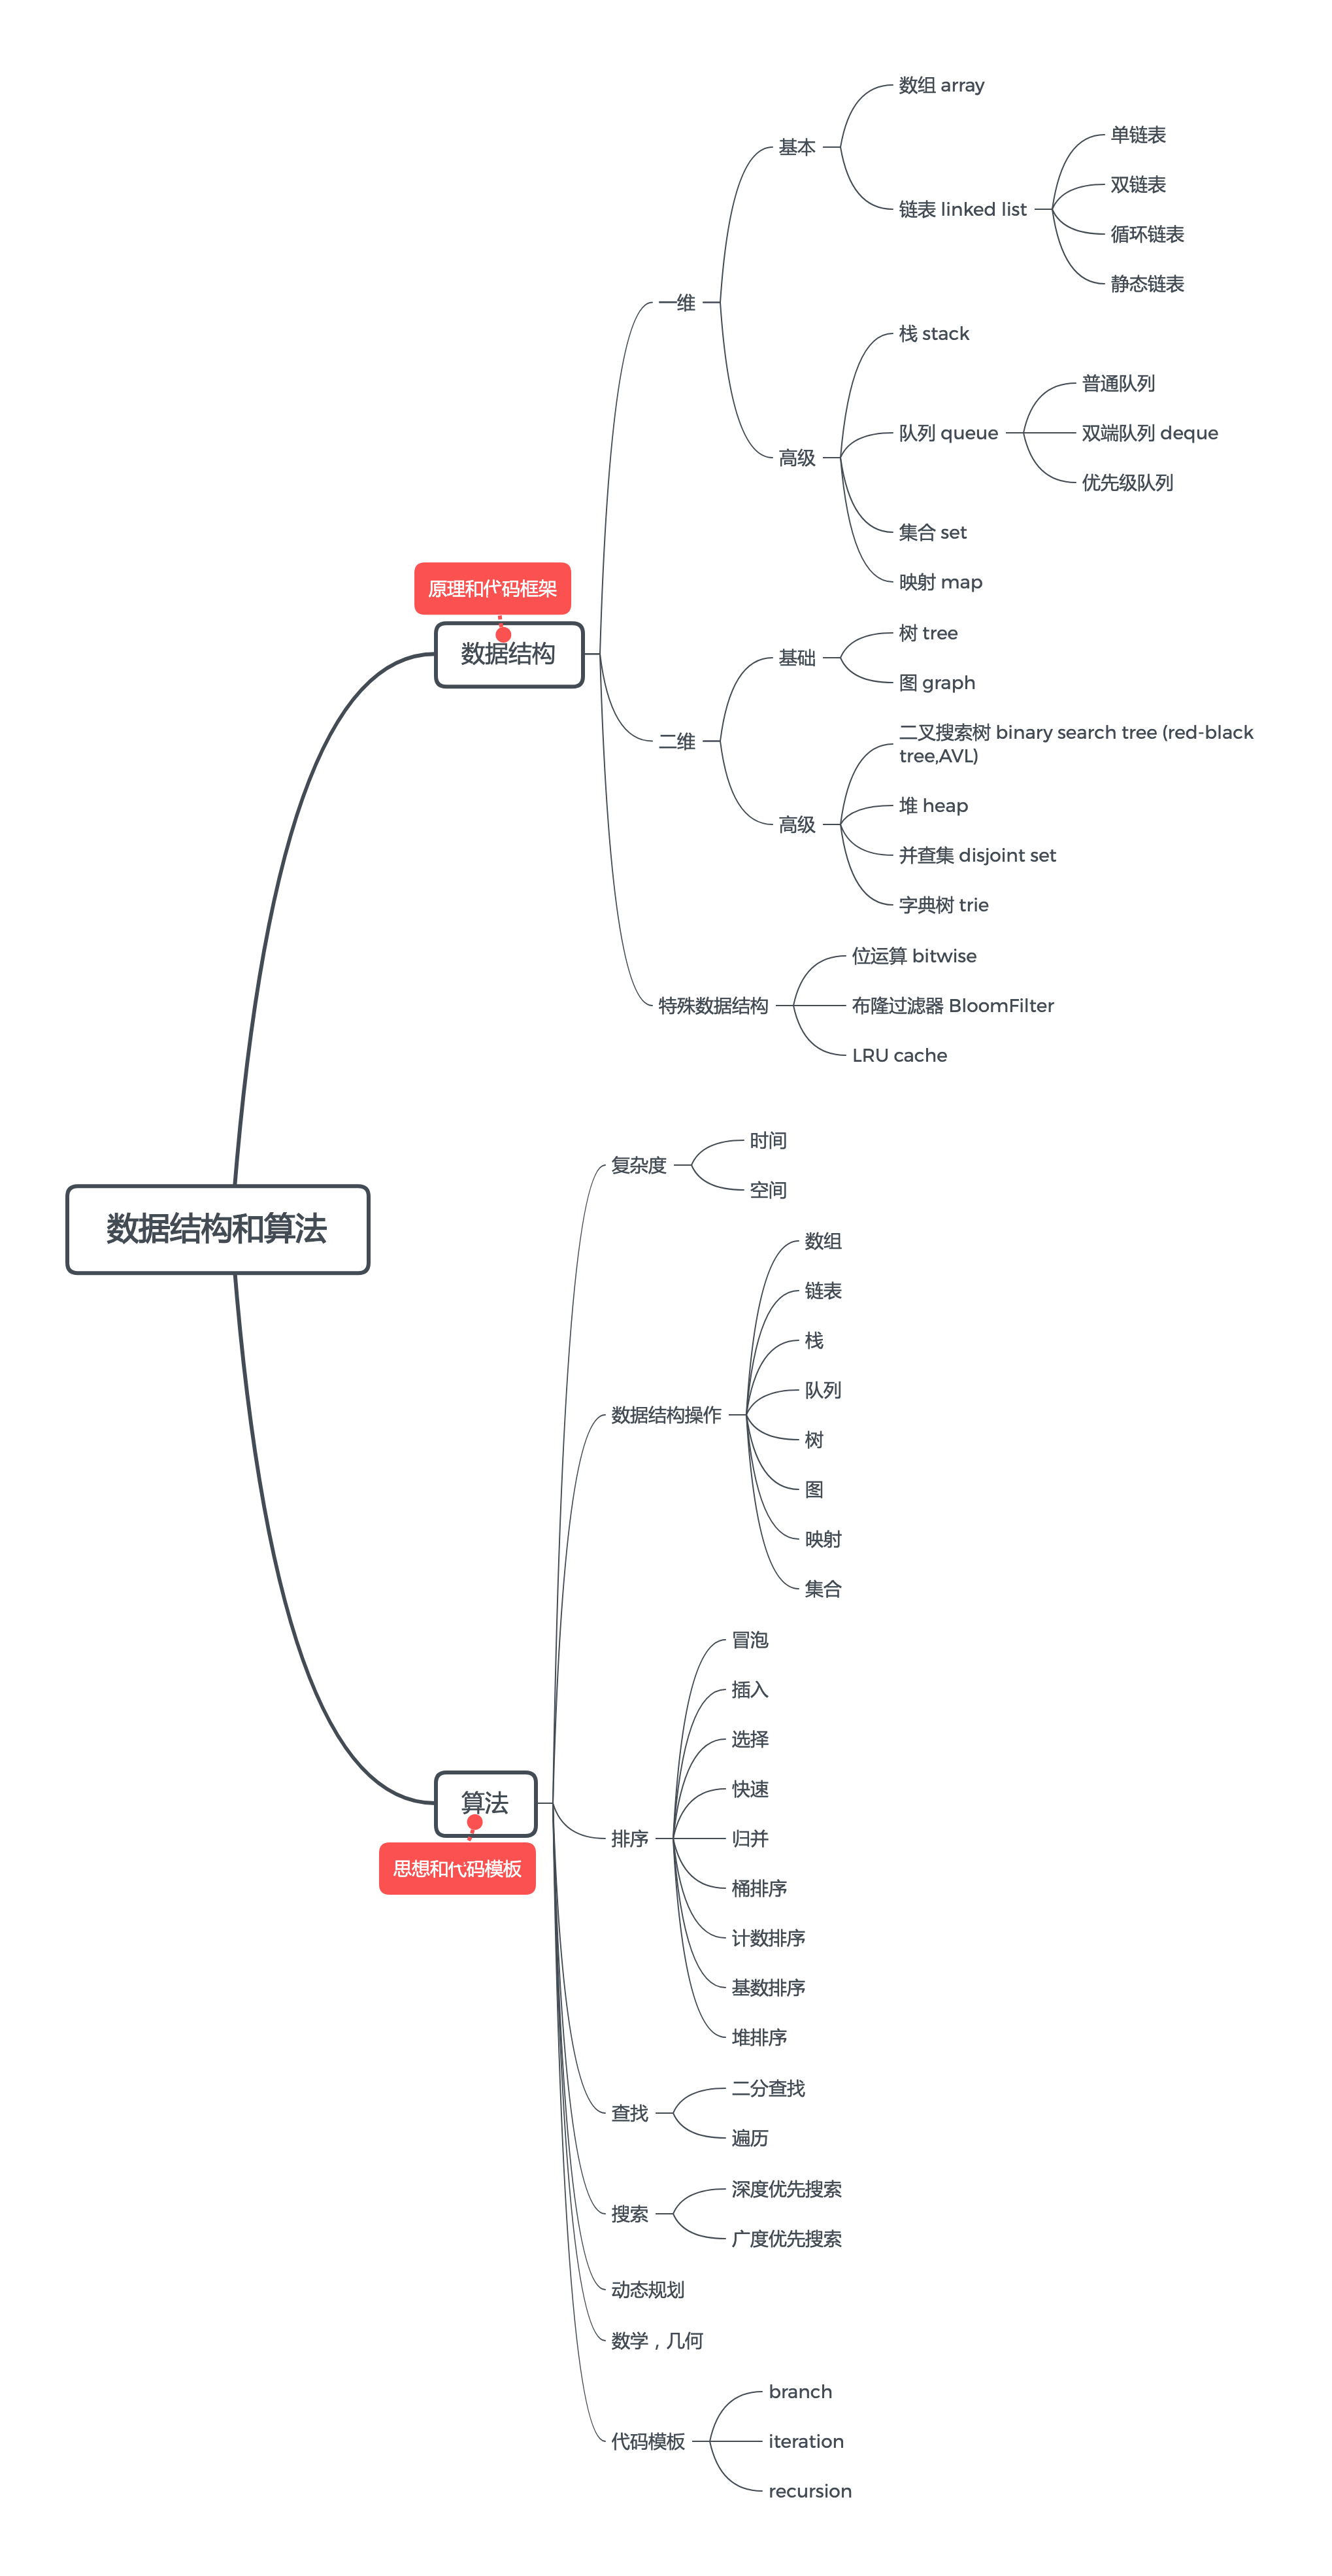 数据结构和算法
原理和代码框架
数据结构
一维
基本
数组 array
链表 linked list
单链表
双链表
循环链表
静态链表
高级
栈 stack
队列 queue
普通队列
双端队列 deque
优先级队列
集合 set
映射 map
二维
基础
树 tree
图 graph
高级
二叉搜索树 binary search tree (red-black
tree,AVL)
堆 heap
并查集 disjoint set
字典树 trie
特殊数据结构
位运算 bitwise
布隆过滤器 BloomFilter
LRU cache
算法
思想和代码模板
复杂度
时间
空间
数据结构操作
数组
链表
栈
队列
树
图
映射
集合
排序
冒泡
插入
选择
快速
归并
桶排序
计数排序
基数排序
堆排序
查找
二分查找
遍历
搜索
深度优先搜索
广度优先搜索
动态规划
数学，几何
代码模板
branch
iteration
recursion